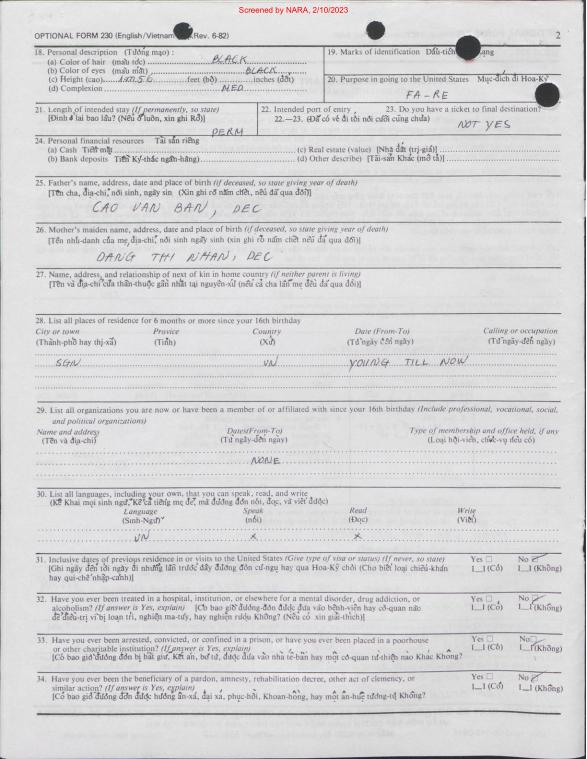 Screened by NARA, 2/10/2023
OPTIONAL FORM 230 (English/Vietnam Rev. 6-82)
2
18. Personal description (Tướng mạo) :
(a) Color of hair (màu tóc) BLACK
(b) Color of eyes (màu mắt) BLACK
(c) Height (cao) 1m56 feet (bộ) inches (đốt)
(d) Complexion MED
19. Marks of identification Dấu-tiên ạng
20. Purpose in going to the United States Mục-đích đi Hoa-Kỳ
FA-RE
21. Length of intended stay (If permanently, so state)
[Định ở lại bao lâu? (Nếu ở luôn, xin ghi Rõ)]
PERM
22. Intended port of entry 23. Do you have a ticket to final destination?
22.—23. (Đã có vé đi tới nơi cuối cùng chưa)
NOT YES
24. Personal financial resources Tài sản riêng
(a) Cash Tiền mặt
(b) Bank deposits Tiền Ký-thác ngân-hàng)
(c) Real estate (value) [Nhà đất (trị-giá)]
(d) Other describe) [Tài-sản Khác (mô tả)]
25. Father's name, address, date and place of birth (if deceased, so state giving year of death)
[Tên cha, địa-chỉ, nơi sinh, ngày sin (Xin ghi rõ năm chết, nếu đã qua đời)]
CAO VAN BAN, DEC
26. Mother's maiden name, address, date and place of birth (if deceased, so state giving year of death)
[Tên nhũ-danh của mẹ, địa-chỉ, nơi sinh ngày sinh (xin ghi rõ năm chết nếu đã qua đời)]
DANG THI NHAN, DEC
27. Name, address, and relationship of next of kin in home country (if neither parent is living)
[Tên và địa-chỉ của thân-thuộc gần nhất tại nguyên-xứ (nếu cả cha lẫn mẹ đều đã qua đời)]
28. List all places of residence for 6 months or more since your 16th birthday
City or town Provice Country Date (From-To) Calling or occupation
(Thành-phố hay thị-xã) (Tỉnh) (Xứ) (Từ ngày đến ngày) (Từ ngày-đến ngày)
SGN VN YOUNG TILL NOW
29. List all organizations you are now or have been a member of or affiliated with since your 16th birthday (Include professional, vocational, social,
and political organizations)
Name and address Dates(From-To) Type of membership and office held, if any
(Tên và địa-chỉ) (Từ ngày-đến ngày) (Loại hội-viên, chức-vụ nếu có)
NONE
30. List all languages, including your own, that you can speak, read, and write
(Kê Khai mọi sinh ngữ, Kể cả tiếng mẹ đẻ, mà đương đơn nói, đọc, và viết được)
Language Speak Read Write
(Sinh-Ngữ) (nói) (Đọc) (Viết)
VN X X
31. Inclusive dates of previous residence in or visits to the United States (Give type of visa or status) (If never, so state) Yes No
[Ghi ngày đến tới ngày đi những lần trước đây đương đơn cư-ngụ hay qua Hoa-Kỳ chơi (Cho biết loại chiếu-khán (Có) (Không)
hay qui-chế nhập-cảnh)]
32. Have you ever been treated in a hospital, institution, or elsewhere for a mental disorder, drug addiction, or Yes No
alcoholism? (If answer is Yes, explain) [Có bao giờ đương-đơn được đưa vào bệnh-viện hay cơ-quan nào (Có) (Không)
để điều-trị vì bị loạn trí, nghiện ma-túy, hay nghiện rượu Không? (Nếu có xin giải-thích)]
33. Have you ever been arrested, convicted, or confined in a prison, or have you ever been placed in a poorhouse Yes No
or other charitable institution? (If answer is Yes, explain) (Có) (Không)
[Có bao giờ đương đơn bị bắt giữ, Kết án, bỏ tù, được đưa vào nhà tế-bần hay một cơ-quan từ-thiện nào Khác Không?
34. Have you ever been the beneficiary of a pardon, amnesty, rehabilitation decree, other act of clemency, or Yes No
similar action? (If answer is Yes, explain) (Có) (Không)
[Có bao giờ đương đơn được hưởng ân-xá, đại xá, phục-hồi, Khoan-hồng, hay một ân-huệ tương-tự Không?